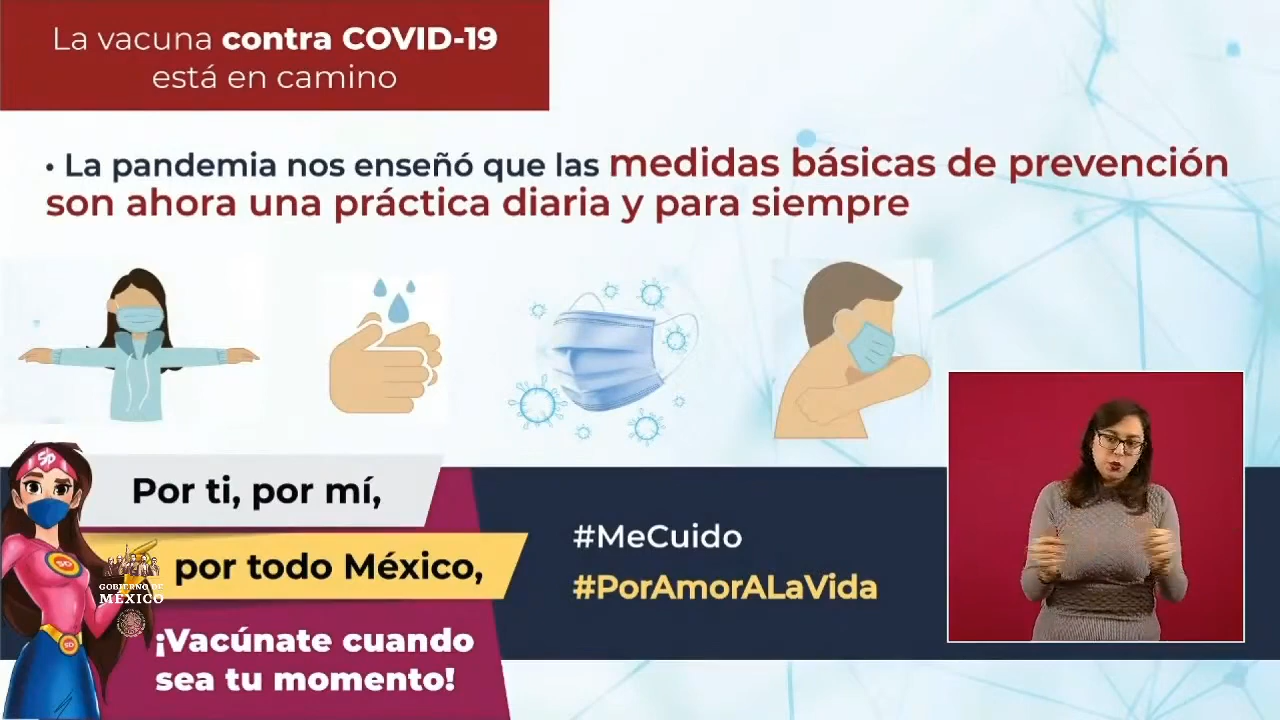 La vacuna contra COVID-19
está en camino
• La pandemia nos enseñó que las medidas básicas de prevención
son ahora una práctica diaria y para siempre
Por ti, por mí,
por todo México,
¡Vacúnate cuando
sea tu momento!
GOBIERNO DE
MÉXICO
#MeCuido
#PorAmorALaVida
SD
SD